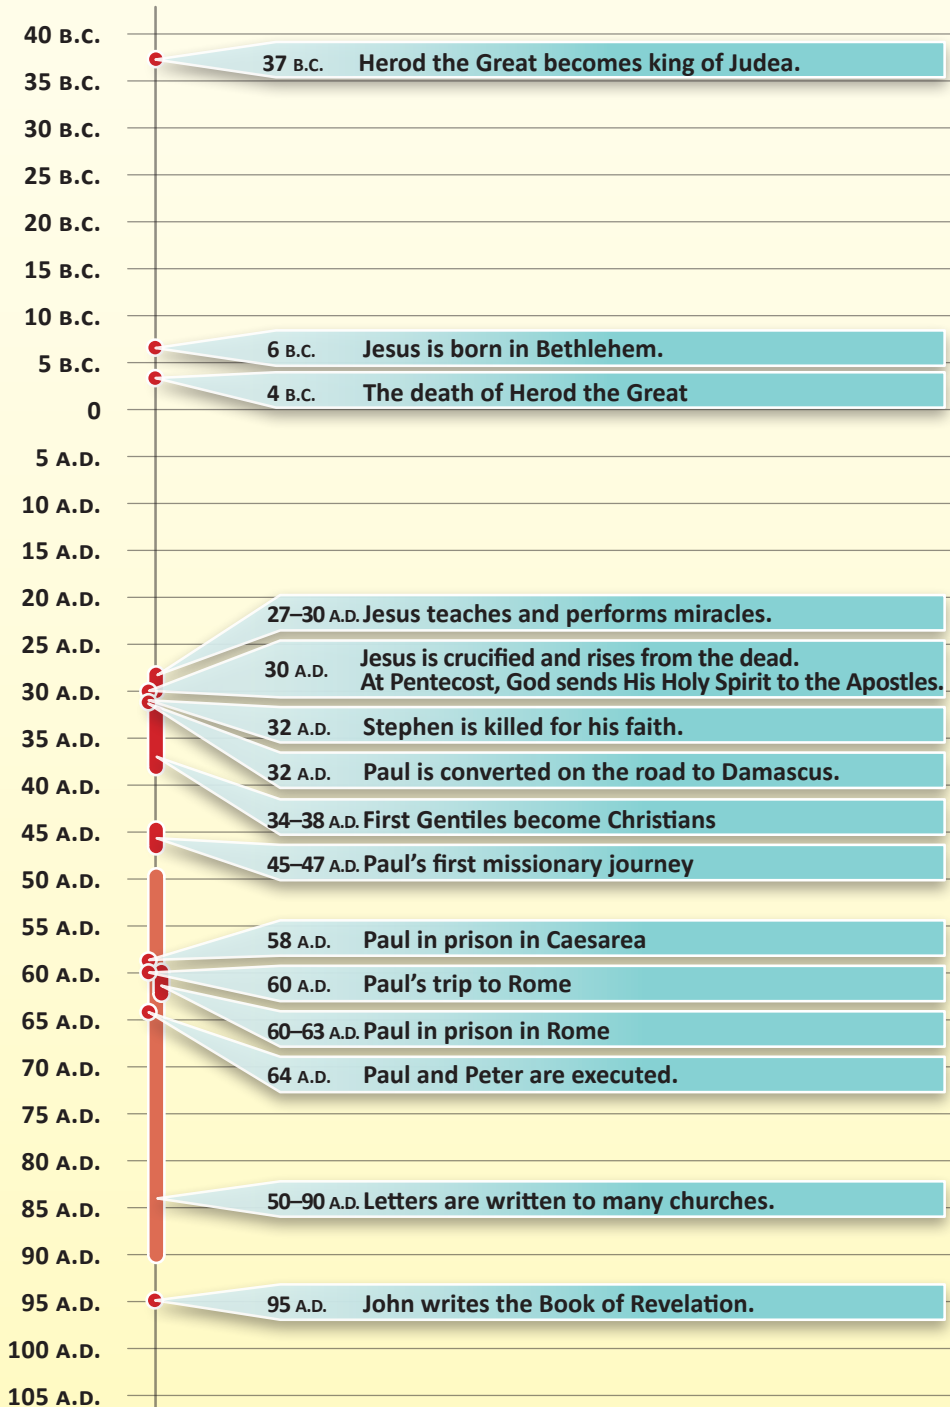 40 B.C.
37 B.C. Herod the Great becomes king of Judea.
35 B.C.
30 B.C.
25 B.C.
20 B.C.
15 B.C.
10 B.C.
6 B.C. Jesus is born in Bethlehem.
5 B.C.
4 B.C. The death of Herod the Great
0
5 A.D.
10 A.D.
15 A.D.
20 A.D.
27–30 A.D. Jesus teaches and performs miracles.
25 A.D.
30 A.D. Jesus is crucified and rises from the dead.
At Pentecost, God sends His Holy Spirit to the Apostles.
30 A.D.
32 A.D. Stephen is killed for his faith.
35 A.D.
32 A.D. Paul is converted on the road to Damascus.
40 A.D.
34–38 A.D. First Gentiles become Christians
45 A.D.
45–47 A.D. Paul's first missionary journey
50 A.D.
55 A.D.
58 A.D. Paul in prison in Caesarea
60 A.D.
60 A.D. Paul's trip to Rome
65 A.D.
60–63 A.D. Paul in prison in Rome
70 A.D.
64 A.D. Paul and Peter are executed.
75 A.D.
80 A.D.
50–90 A.D. Letters are written to many churches.
85 A.D.
90 A.D.
95 A.D.
95 A.D. John writes the Book of Revelation.
100 A.D.
105 A.D.